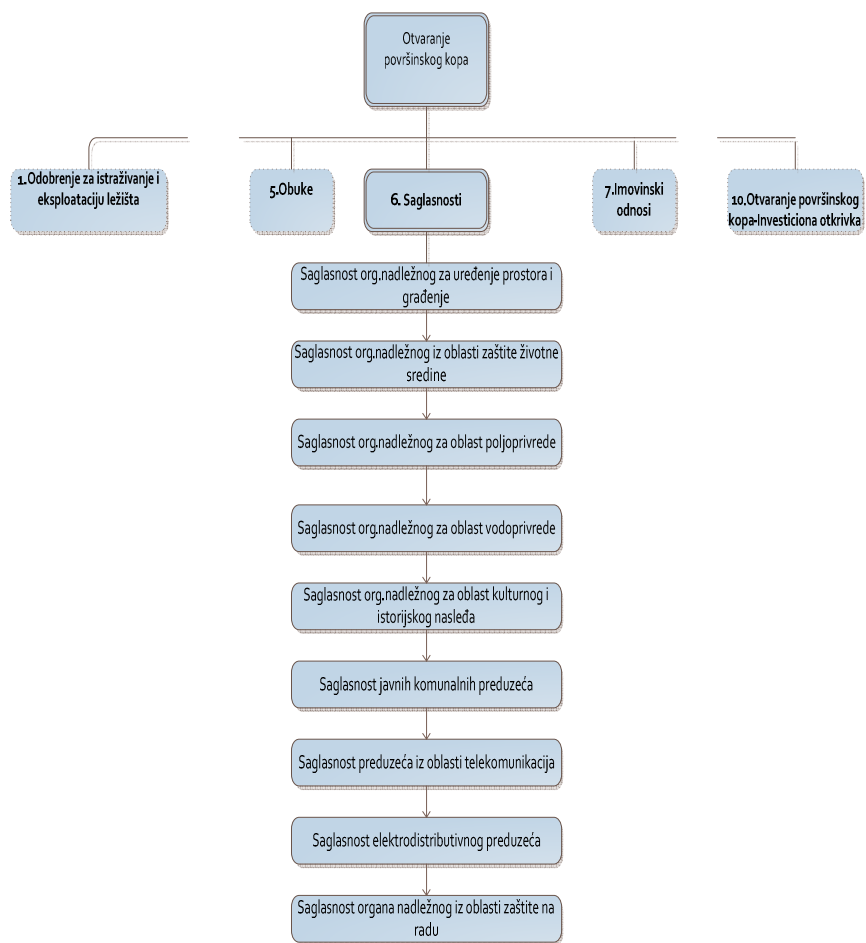 Otvaranje
površinskog kopa
1.Odobrenje za istraživanje i
eksploataciju ležišta
5.Obuke
6. Saglasnosti
7.Imovinski
odnosi
10.Otvaranje površinskog
kopa-Investiciona otkrivka
Saglasnost org.nadležnog za uređenje prostora i
građenje
Saglasnost org.nadležnog iz oblasti zaštite životne
sredine
Saglasnost org.nadležnog za oblast poljoprivrede
Saglasnost org.nadležnog za oblast vodoprivrede
Saglasnost org.nadležnog za oblast kulturnog i
istorijskog nasleđa
Saglasnost javnih komunalnih preduzeća
Saglasnost preduzeća iz oblasti telekomunikacija
Saglasnost elektrodistributivnog preduzeća
Saglasnost organa nadležnog iz oblasti zaštite na
radu